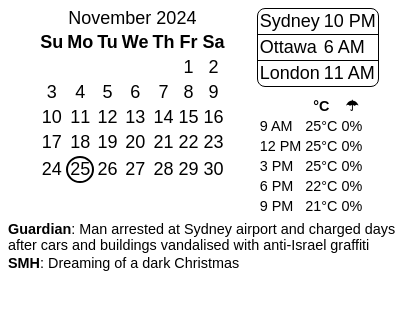 November 2024
Su Mo Tu We Th Fr Sa
1 2
3 4 5 6 7 8 9
10 11 12 13 14 15 16
17 18 19 20 21 22 23
24 25 26 27 28 29 30
Sydney 10 PM
Ottawa 6 AM
London 11 AM
°C ☂
9 AM 25°C 0%
12 PM 25°C 0%
3 PM 25°C 0%
6 PM 22°C 0%
9 PM 21°C 0%
Guardian: Man arrested at Sydney airport and charged days
after cars and buildings vandalised with anti-Israel graffiti
SMH: Dreaming of a dark Christmas